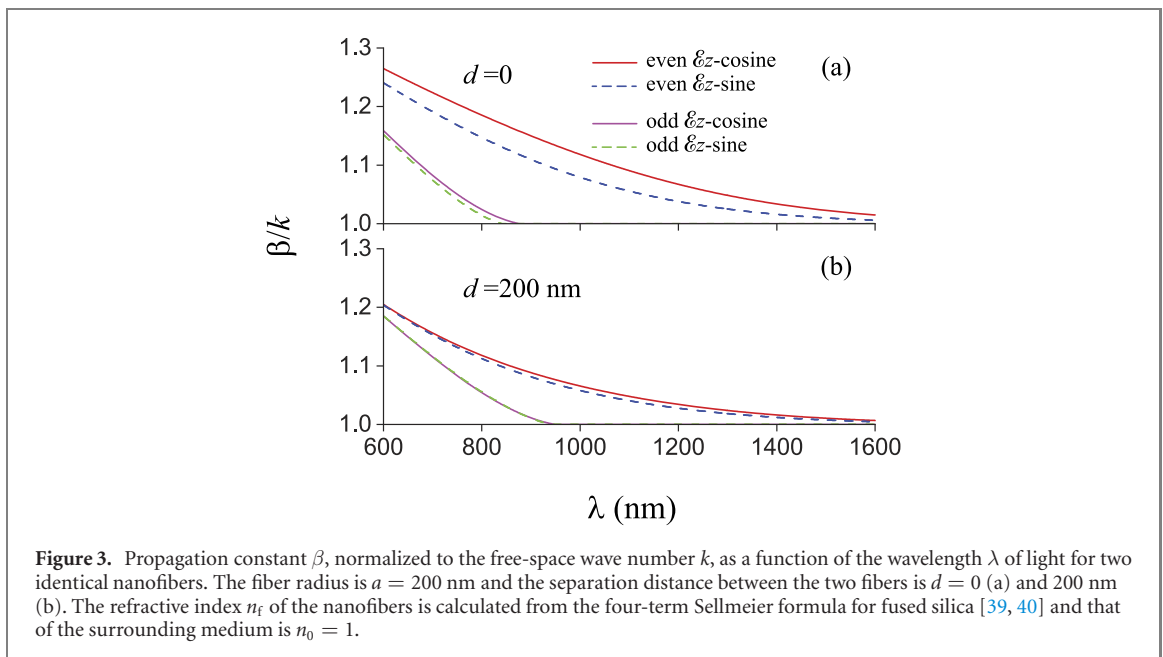 1.3
1.2
1.1
1.0
d =0
(a)
even ℰz-cosine
even ℰz-sine
odd ℰz-cosine
odd ℰz-sine
β/k
1.3
1.2
1.1
1.0
d =200 nm
(b)
600 800 1000 1200 1400 1600
λ (nm)
Figure 3. Propagation constant β, normalized to the free-space wave number k, as a function of the wavelength λ of light for two
identical nanofibers. The fiber radius is a = 200 nm and the separation distance between the two fibers is d = 0 (a) and 200 nm
(b). The refractive index nf of the nanofibers is calculated from the four-term Sellmeier formula for fused silica [39, 40] and that
of the surrounding medium is n0 = 1.